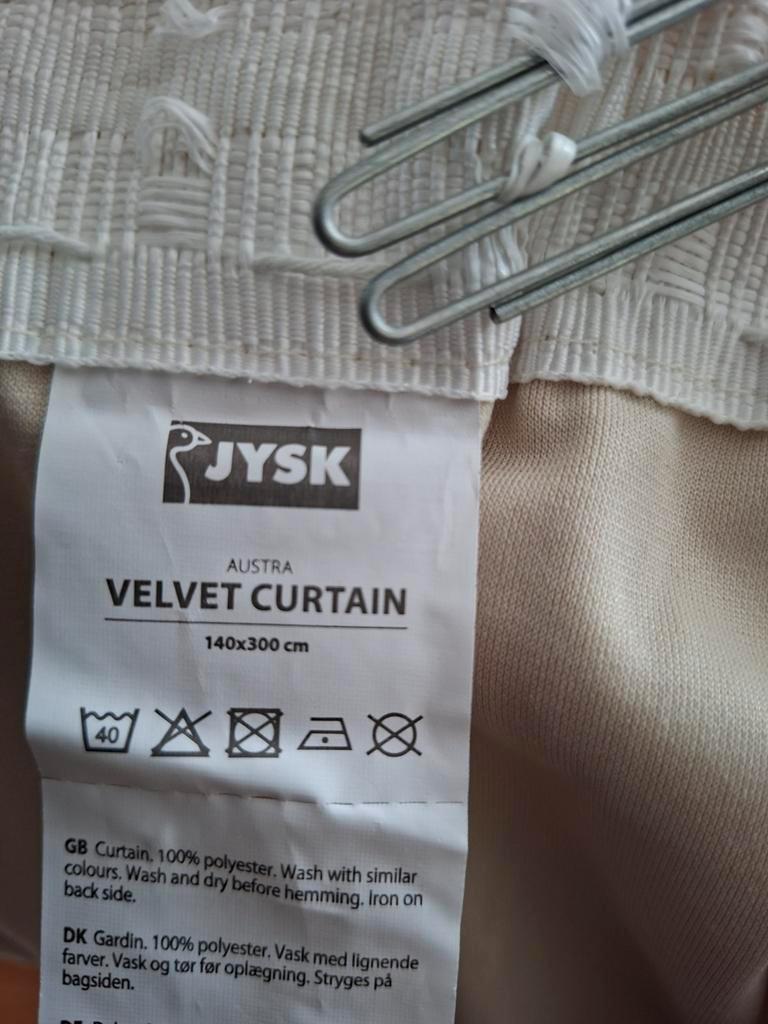 JYSK
AUSTRA
VELVET CURTAIN
140x300 cm
40
GB Curtain. 100% polyester. Wash with similar
colours. Wash and dry before hemming. Iron on
back side.
DK Gardin. 100% polyester. Vask med lignende
farver. Vask og tør før oplægning. Stryges på
bagsiden.